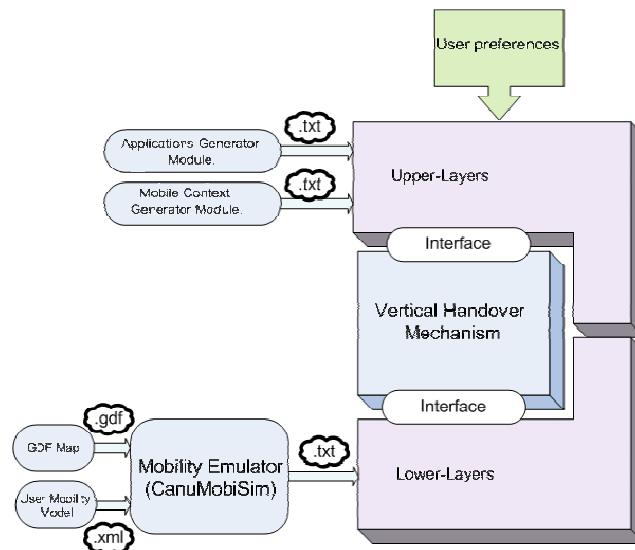 User preferences
.txt
Applications Generator
Module.
.txt
Mobile Context
Generator Module.
Upper-Layers
Interface
Vertical Handover
Mechanism
Interface
.gdf
GDF Map
Mobility Emulator
(CanuMobiSim)
.txt
Lower-Layers
User Mobility
Model
.xml